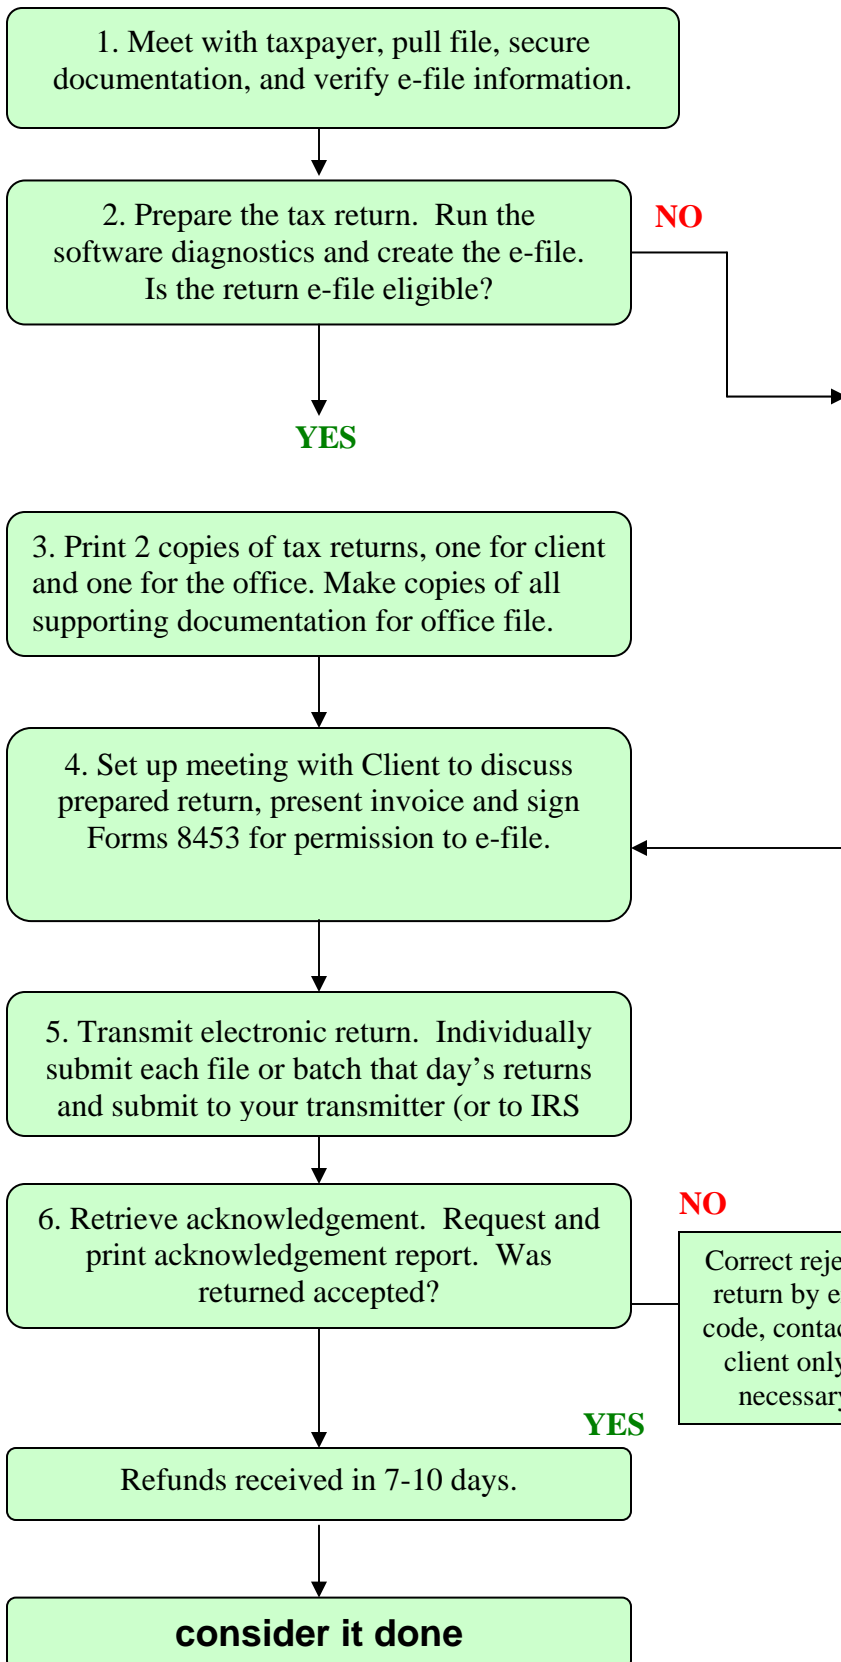 1. Meet with taxpayer, pull file, secure
documentation, and verify e-file information.
2. Prepare the tax return. Run the
software diagnostics and create the e-file.
Is the return e-file eligible?
NO
YES
3. Print 2 copies of tax returns, one for client
and one for the office. Make copies of all
supporting documentation for office file.
4. Set up meeting with Client to discuss
prepared return, present invoice and sign
Forms 8453 for permission to e-file.
5. Transmit electronic return. Individually
submit each file or batch that day's returns
and submit to your transmitter (or to IRS
6. Retrieve acknowledgement. Request and
print acknowledgement report. Was
returned accepted?
NO
Correct
return by
code,
client only
necessary
YES
Refunds received in 7-10 days.
consider it done